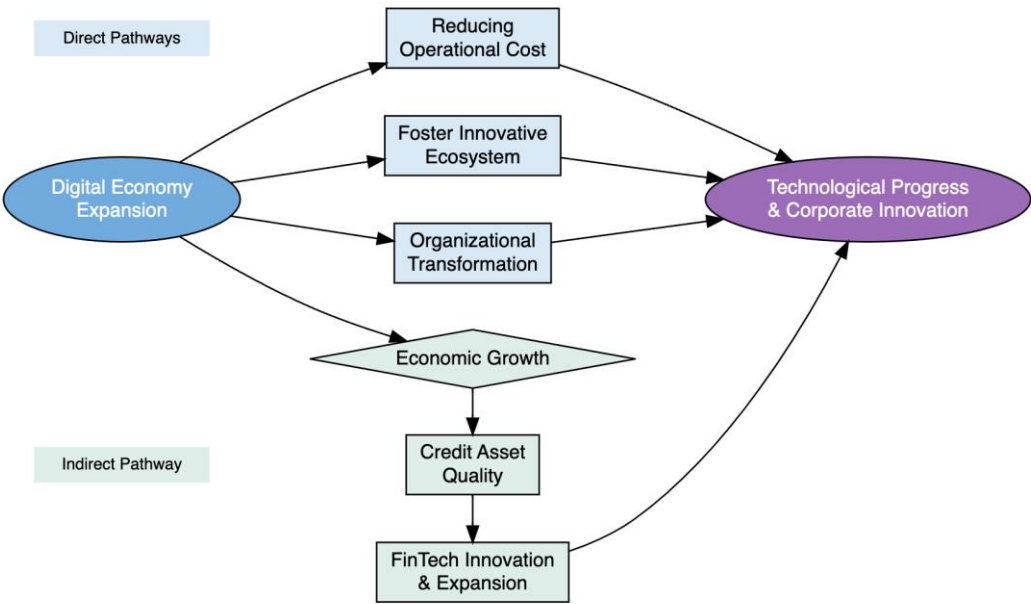 Direct Pathways
Reducing
Operational Cost
Foster Innovative
Ecosystem
Digital Economy
Expansion
Technological Progress
& Corporate Innovation
Organizational
Transformation
Economic Growth
Indirect Pathway
Credit Asset
Quality
FinTech Innovation
& Expansion